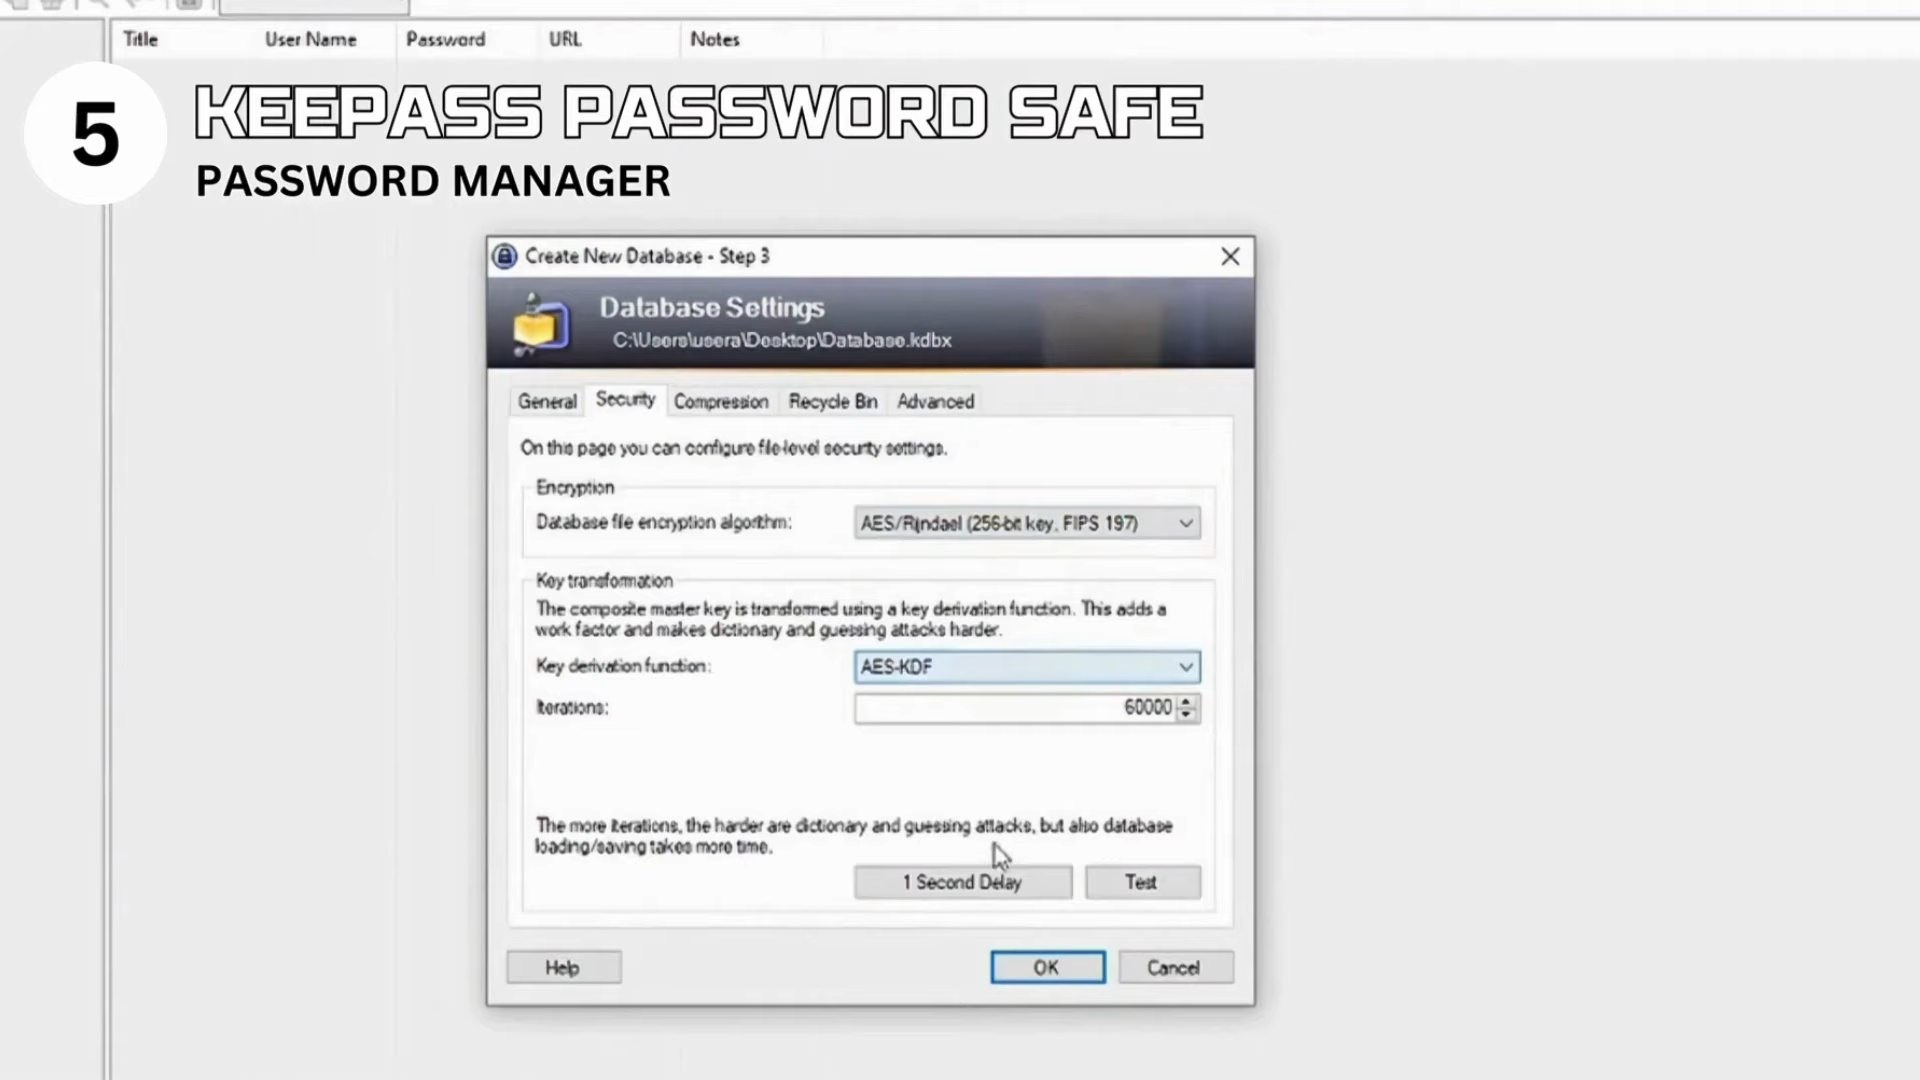 Title User Name Password URL Notes
5
KEEPASS PASSWORD SAFE
PASSWORD MANAGER
Create New Database - Step 3
Database Settings
C:\Users\usera\Desktop\Database.kdbx
General Security Compression Recycle Bin Advanced
On this page you can configure file-level security settings.
Encryption
Database file encryption algorithm: AES/Rijndael (256-bit key, FIPS 197)
Key transformation
The composite master key is transformed using a key derivation function. This adds a
work factor and makes dictionary and guessing attacks harder.
Key derivation function: AES-KDF
Iterations: 60000
The more iterations, the harder are dictionary and guessing attacks, but also database
loading/saving takes more time.
1 Second Delay Test
Help OK Cancel